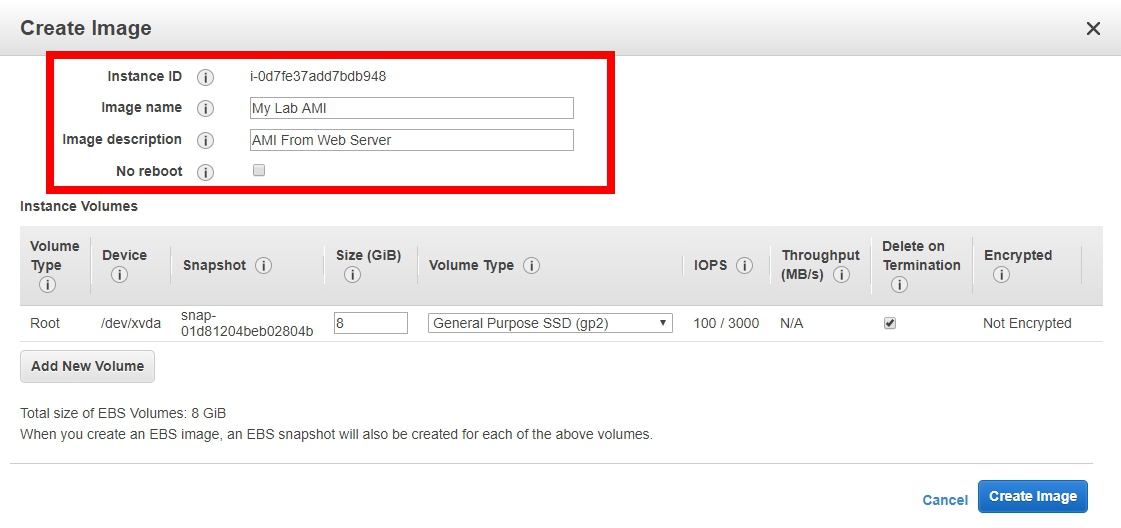 Create Image
Instance ID i-0d7fe37add7bdb948
Image name My Lab AMI
Image description AMI From Web Server
No reboot
Instance Volumes
Volume Type Device Snapshot Size (GiB) Volume Type IOPS Throughput (MB/s) Delete on Termination Encrypted
Root /dev/xvda snap-01d81204beb02804b 8 General Purpose SSD (gp2) 100 / 3000 N/A Not Encrypted
Add New Volume
Total size of EBS Volumes: 8 GiB
When you create an EBS image, an EBS snapshot will also be created for each of the above volumes.
Cancel Create Image